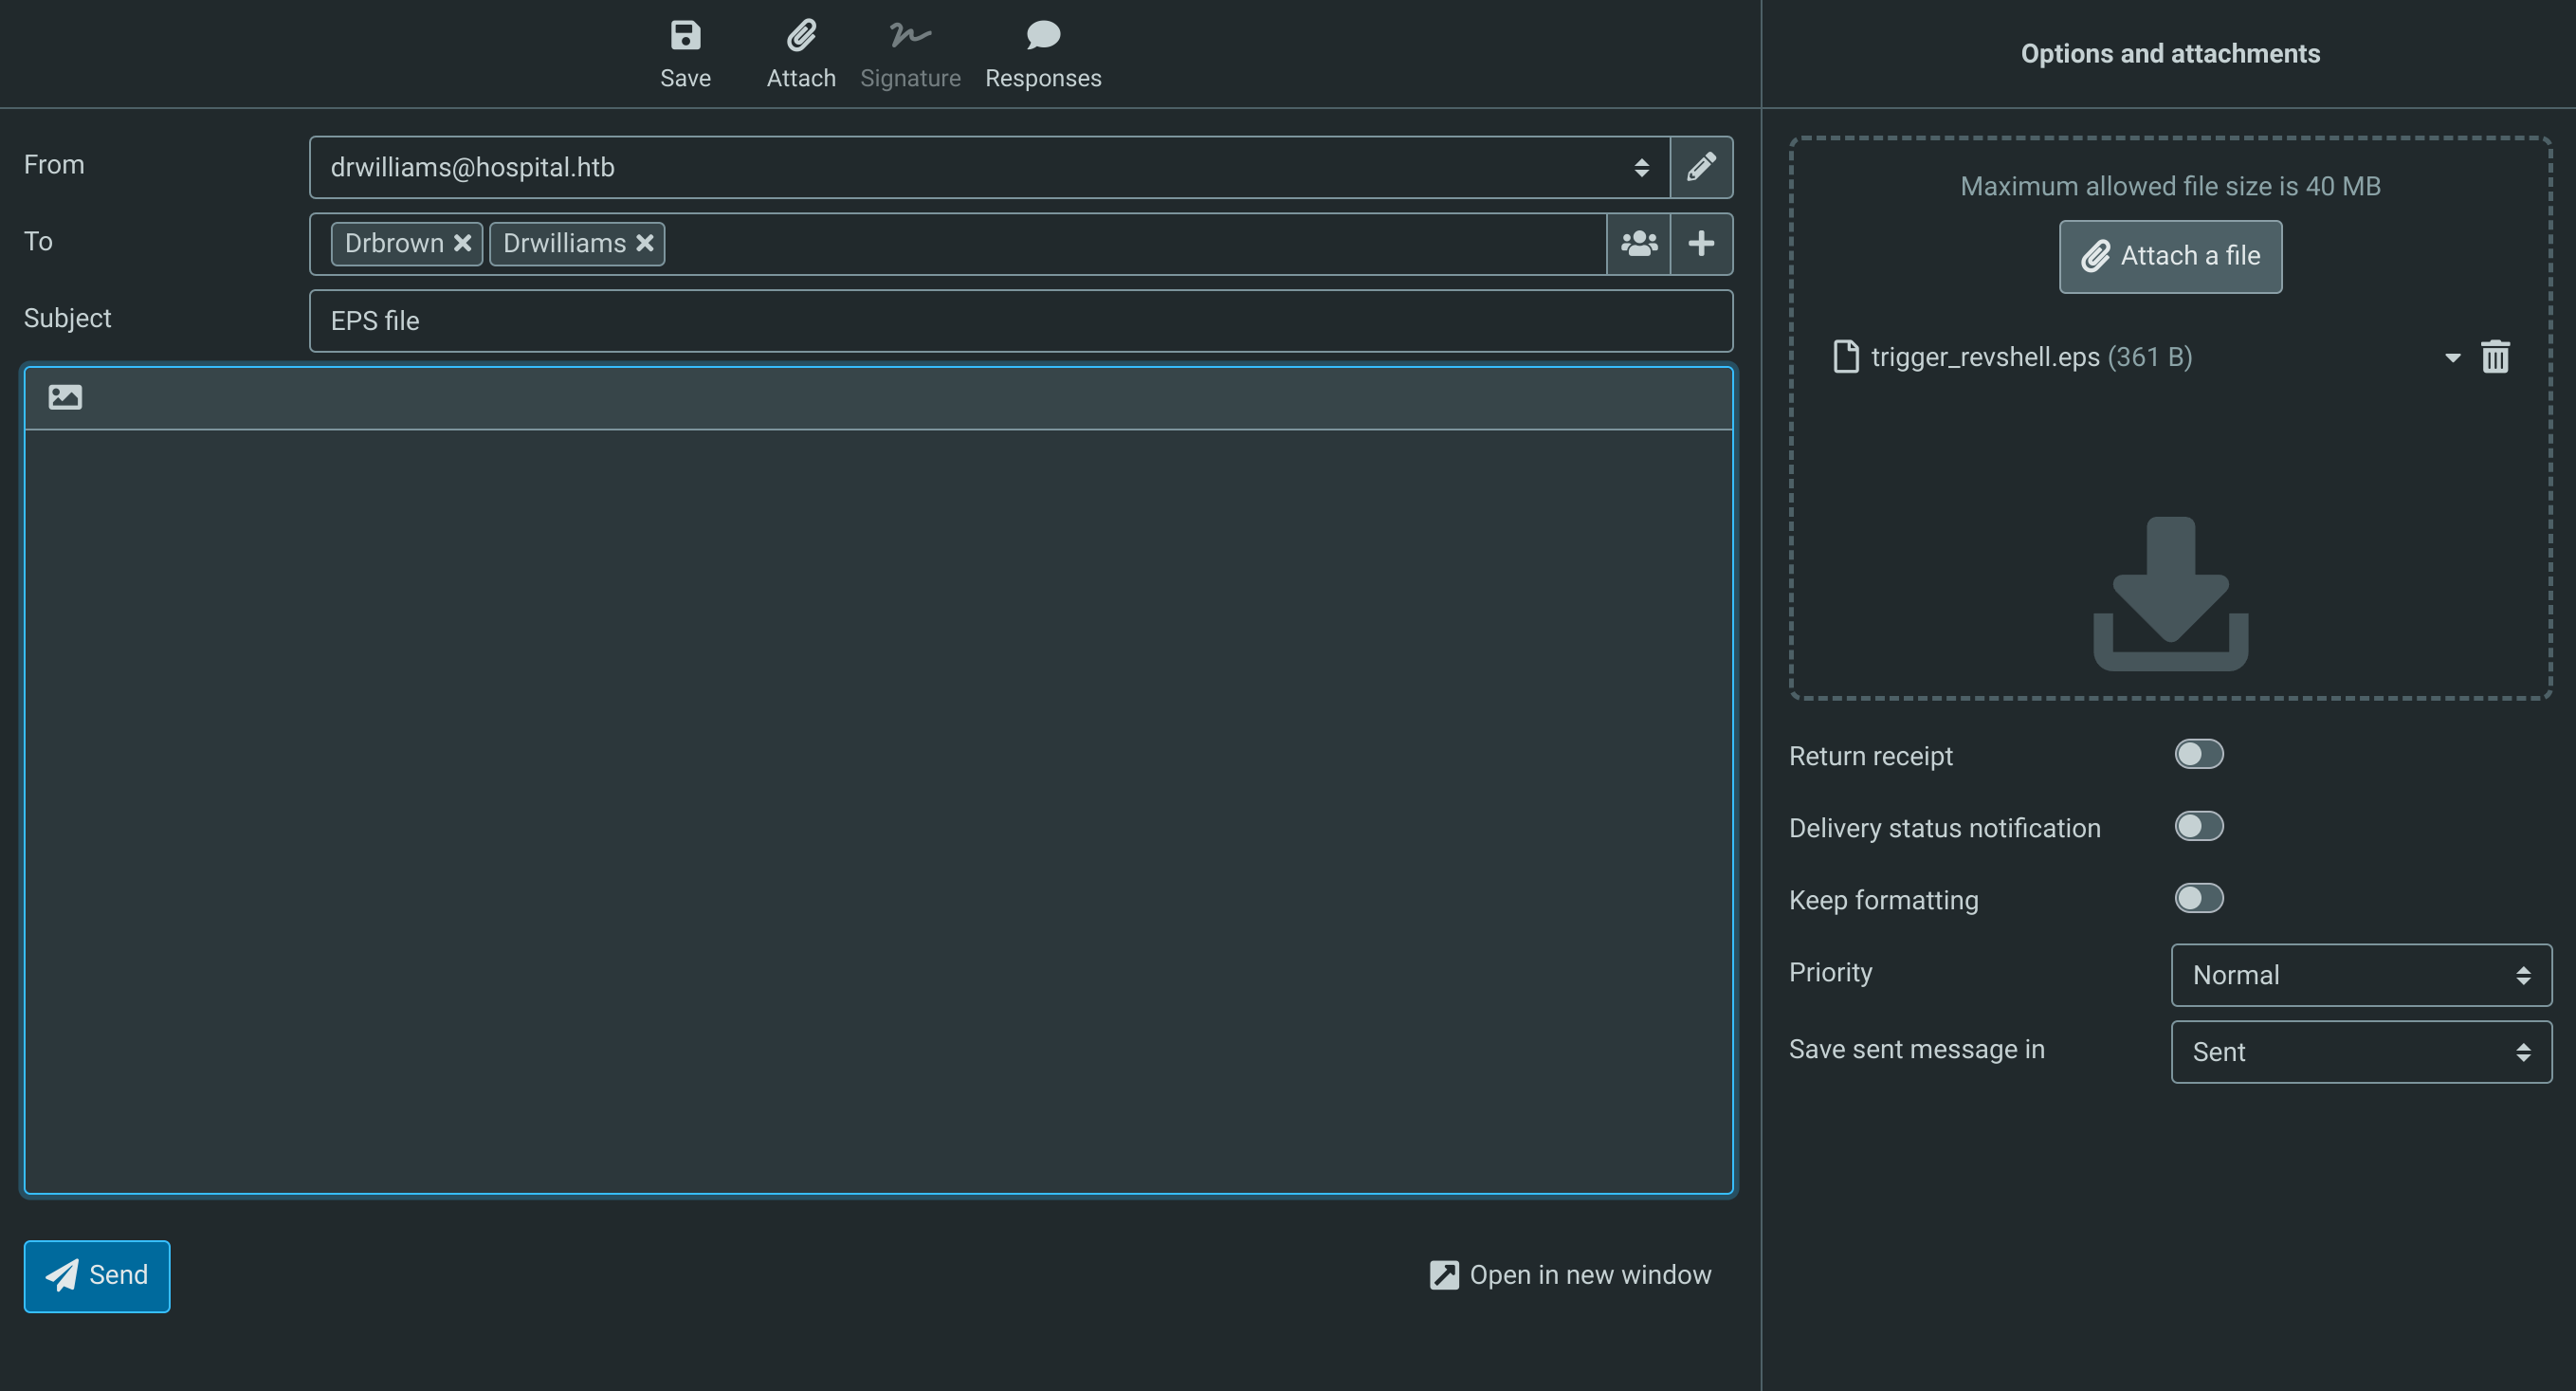 Save Attach Signature Responses
Options and attachments
From drwilliams@hospital.htb
To Drbrown Drwilliams
Subject EPS file
Maximum allowed file size is 40 MB
Attach a file
trigger_revshell.eps (361 B)
Return receipt
Delivery status notification
Keep formatting
Priority Normal
Save sent message in Sent
Send Open in new window